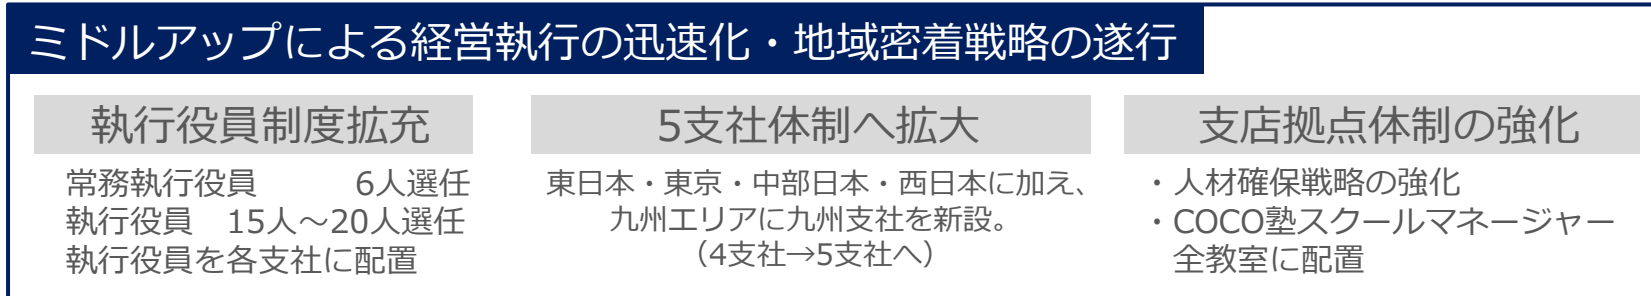 ミドルアップによる経営執行の迅速化・地域密着戦略の遂行
執行役員制度拡充
常務執行役員　　　6人選任
執行役員　15人～20人選任
執行役員を各支社に配置
5支社体制へ拡大
東日本・東京・中部日本・西日本に加え、
九州エリアに九州支社を新設。
（4支社→5支社へ）
支店拠点体制の強化
・人材確保戦略の強化
・COCO塾スクールマネージャー
全教室に配置